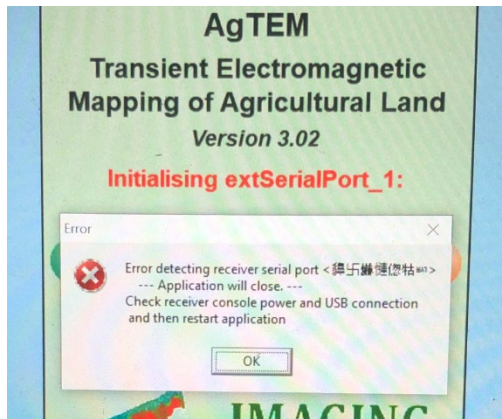 AgTEM
Transient Electromagnetic
Mapping of Agricultural Land
Version 3.02
Initialising extSerialPort_1:
Error
Error detecting receiver serial port <
--- Application will close. ---
Check receiver console power and USB connection
and then restart application
OK
IMAGING